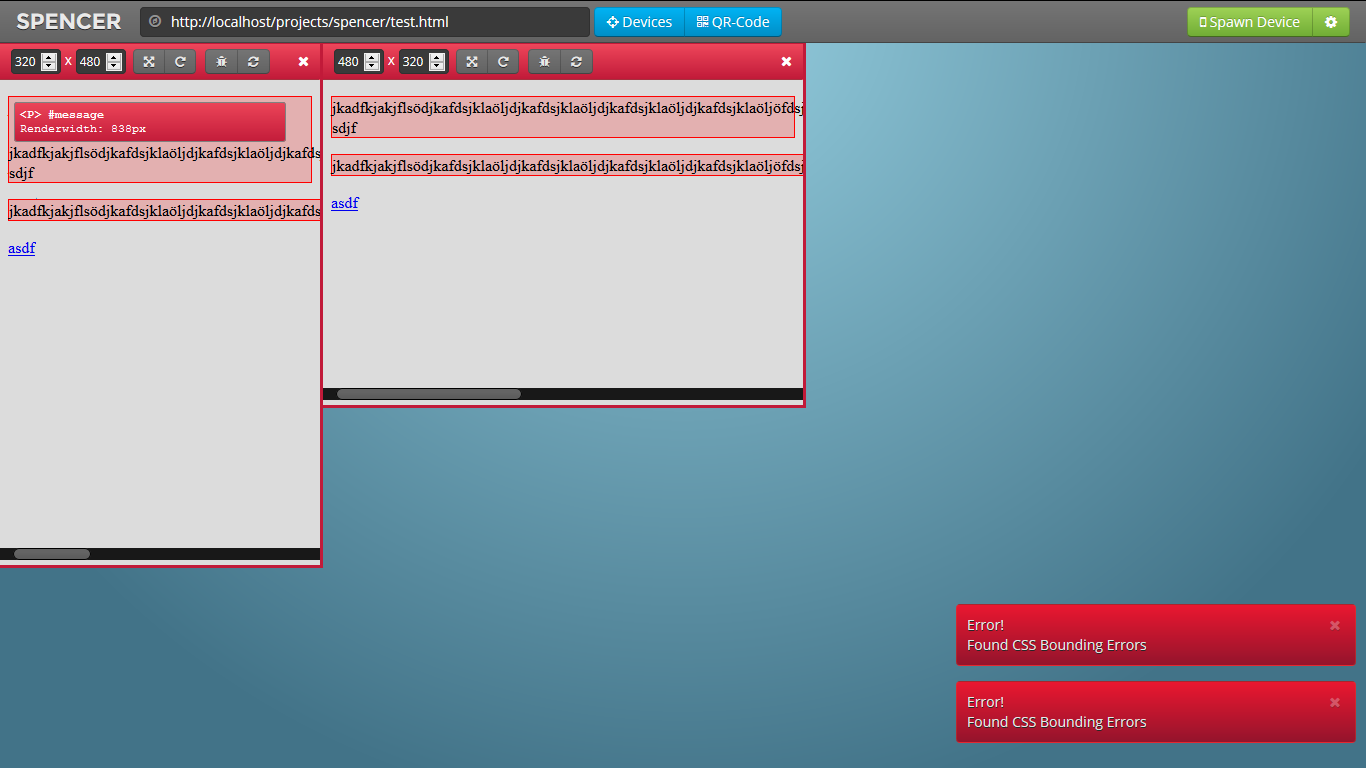 SPENCER
http://localhost/projects/spencer/test.html
Devices
QR-Code
Spawn Device
320 x 480
480 x 320
<P> #message
Renderwidth: 838px
jkadfkjakjflsödjkafdsjklaöljdjkafdsjklaöljdjkafds
sdjf
jkadfkjakjflsödjkafdsjklaöljdjkafdsjklaöljdjkafds
asdf
jkadfkjakjflsödjkafdsjklaöljdjkafdsjklaöljdjkafdsjklaöljdjkafdsjklaöljöfdsj
sdjf
jkadfkjakjflsödjkafdsjklaöljdjkafdsjklaöljdjkafdsjklaöljdjkafdsjklaöljöfdsj
asdf
Error!
Found CSS Bounding Errors
Error!
Found CSS Bounding Errors